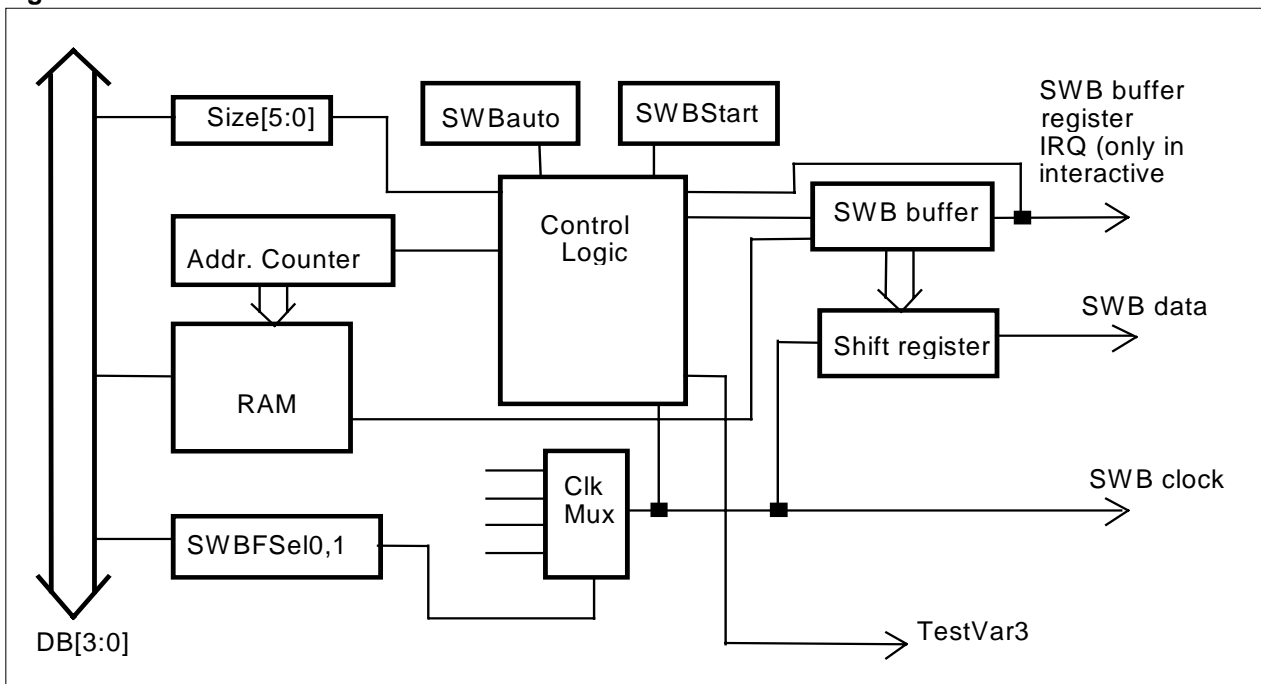 Size[5:0]
SWBauto
SWBStart
SWB buffer
register
IRQ (only in
interactive
Control
Logic
SWB buffer
Addr. Counter
SWB data
Shift register
RAM
Clk
Mux
SWB clock
SWBFSel0,1
TestVar3
DB[3:0]